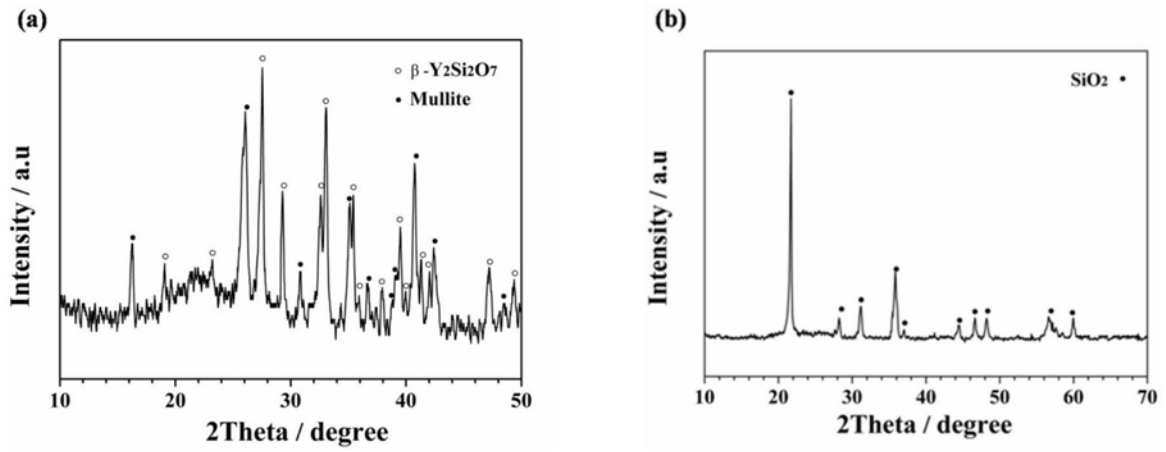 (a)
○ β-Y2Si2O7
● Mullite
Intensity / a.u
10 20 30 40 50
2Theta / degree
(b)
SiO2 ●
Intensity / a.u
10 20 30 40 50 60 70
2Theta / degree